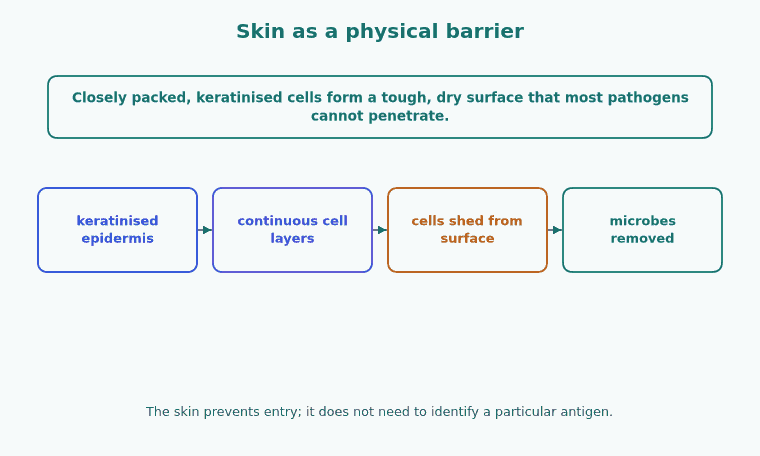 Skin as a physical barrier
Closely packed, keratinised cells form a tough, dry surface that most pathogens
cannot penetrate.
keratinised
epidermis
continuous cell
layers
cells shed from
surface
microbes
removed
The skin prevents entry; it does not need to identify a particular antigen.